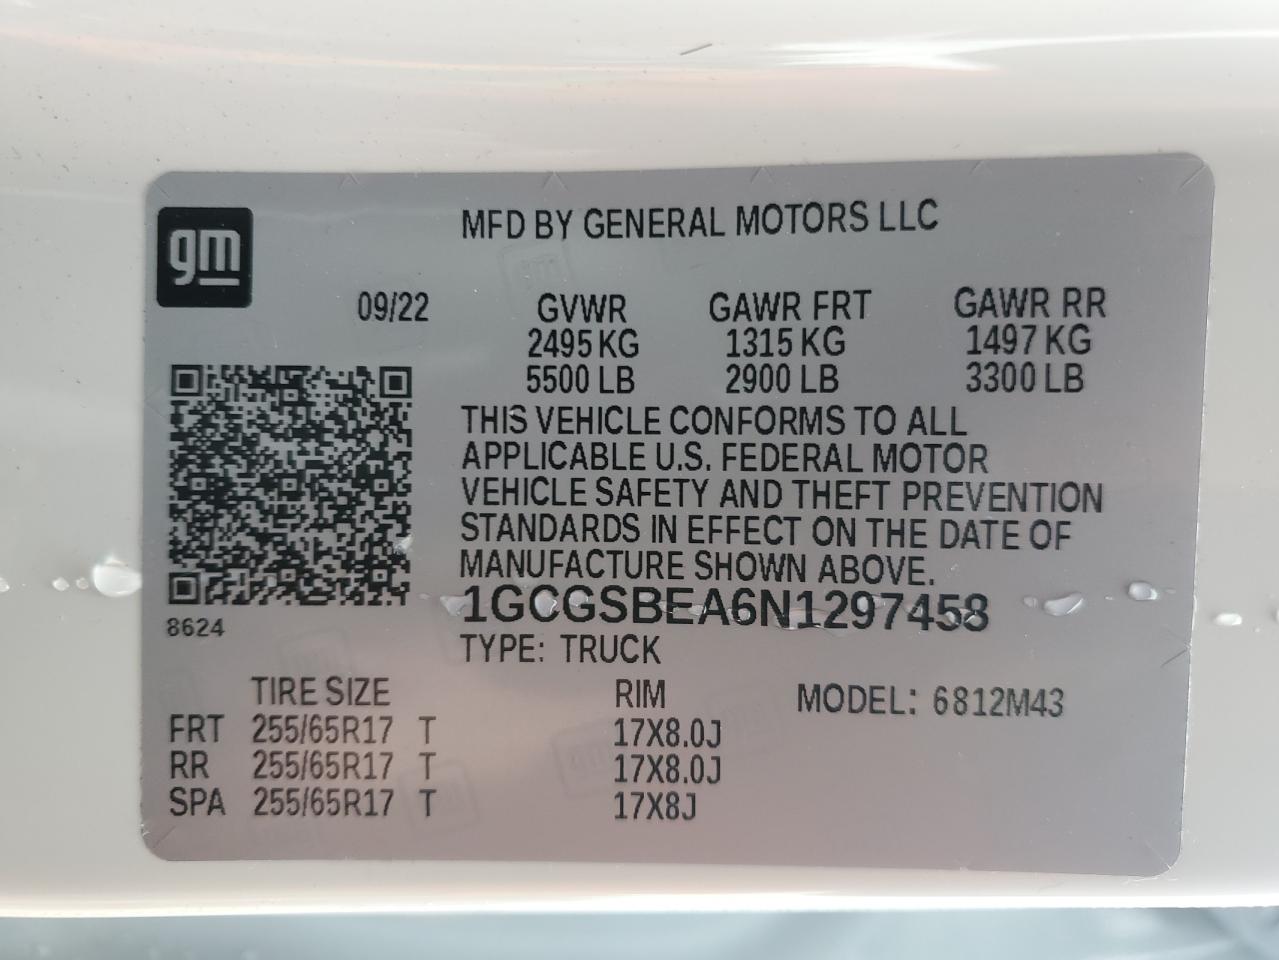 gm
MFD BY GENERAL MOTORS LLC
09/22 GVWR GAWR FRT GAWR RR
2495 KG 1315 KG 1497 KG
5500 LB 2900 LB 3300 LB
THIS VEHICLE CONFORMS TO ALL
APPLICABLE U.S. FEDERAL MOTOR
VEHICLE SAFETY AND THEFT PREVENTION
STANDARDS IN EFFECT ON THE DATE OF
MANUFACTURE SHOWN ABOVE.
1GCGSBEA6N1297458
8624
TYPE: TRUCK
TIRE SIZE RIM MODEL: 6812M43
FRT 255/65R17 T 17X8.0J
RR 255/65R17 T 17X8.0J
SPA 255/65R17 T 17X8J